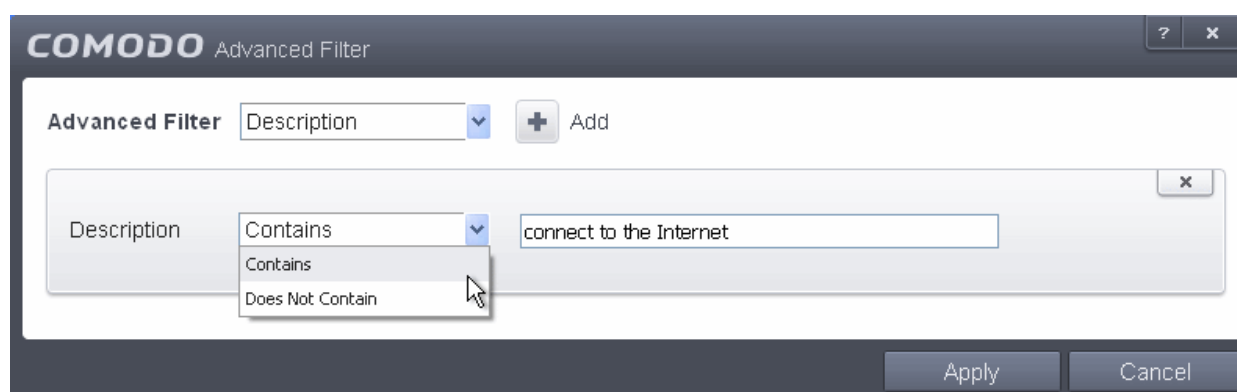 COMODO Advanced Filter ? x
Advanced Filter Description + Add
x
Description Contains connect to the Internet
Contains
Does Not Contain
Apply Cancel